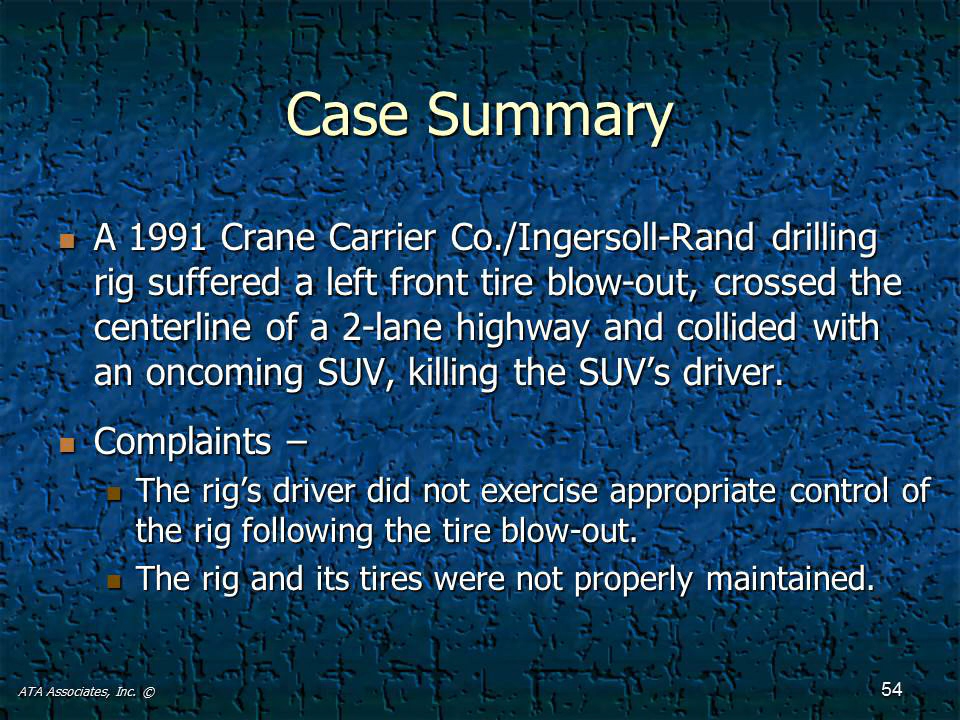 Case Summary
A 1991 Crane Carrier Co./Ingersoll-Rand drilling
rig suffered a left front tire blow-out, crossed the
centerline of a 2-lane highway and collided with
an oncoming SUV, killing the SUV’s driver.
Complaints –
The rig’s driver did not exercise appropriate control of
the rig following the tire blow-out.
The rig and its tires were not properly maintained.
ATA Associates, Inc. ©
54